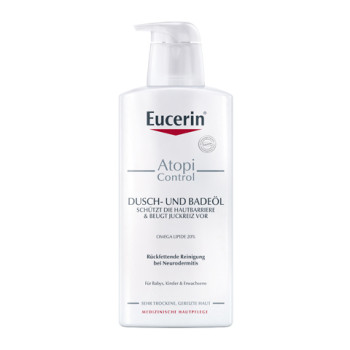 Eucerin®
Atopi
Control
DUSCH- UND BADEÖL
SCHÜTZT DIE HAUTBARRIERE
& BEUGT JUCKREIZ VOR
OMEGA LIPIDE 20%
Rückfettende Reinigung
bei Neurodermitis
Für Babys, Kinder & Erwachsene
SEHR TROCKENE, GEREIZTE HAUT
MEDIZINISCHE HAUTPFLEGE